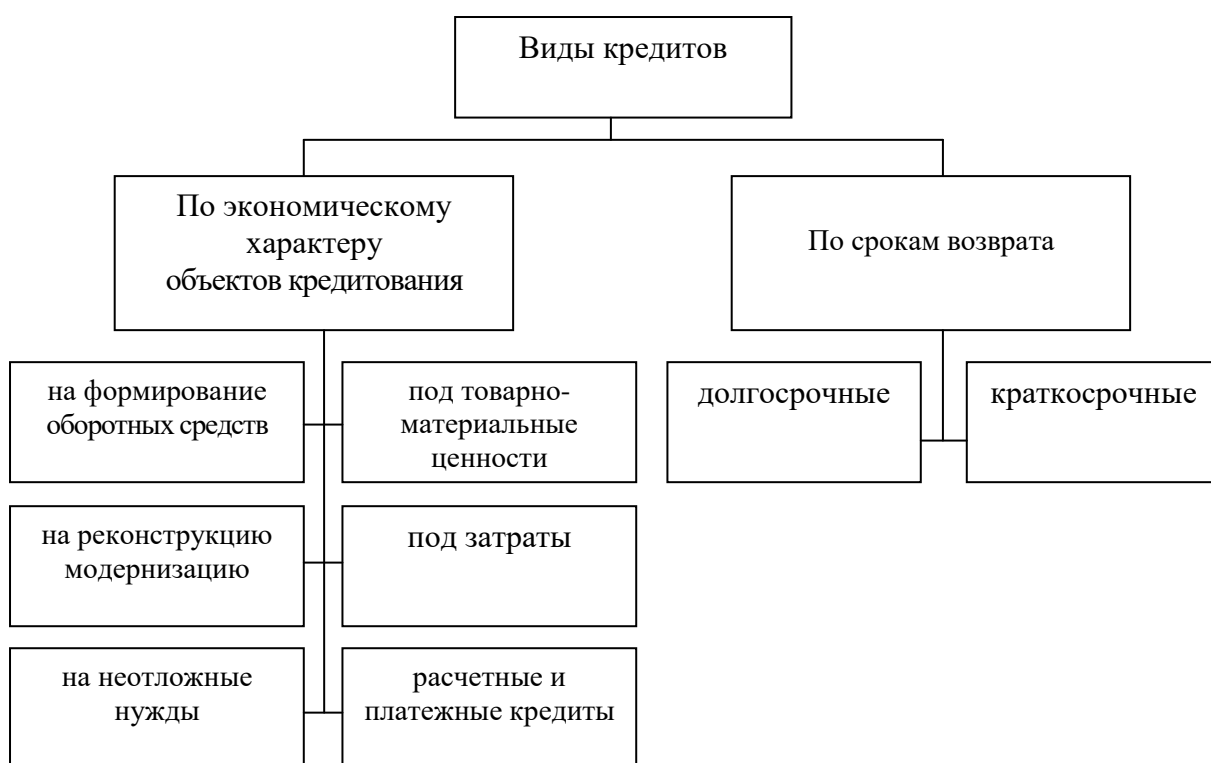 Виды кредитов
По экономическому
характеру
объектов кредитования
По срокам возврата
на формирование
оборотных средств
под товарно-
материальные
ценности
долгосрочные
краткосрочные
на реконструкцию
модернизацию
под затраты
на неотложные
нужды
расчетные и
платежные кредиты